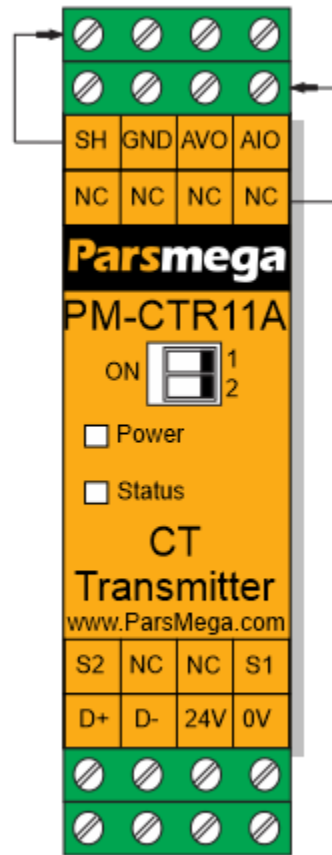 SH GND AVO AIO
NC NC NC NC
Parsmega
PM-CTR11A
ON 1
2
Power
Status
CT
Transmitter
www.ParsMega.com
S2 NC NC S1
D+ D- 24V 0V